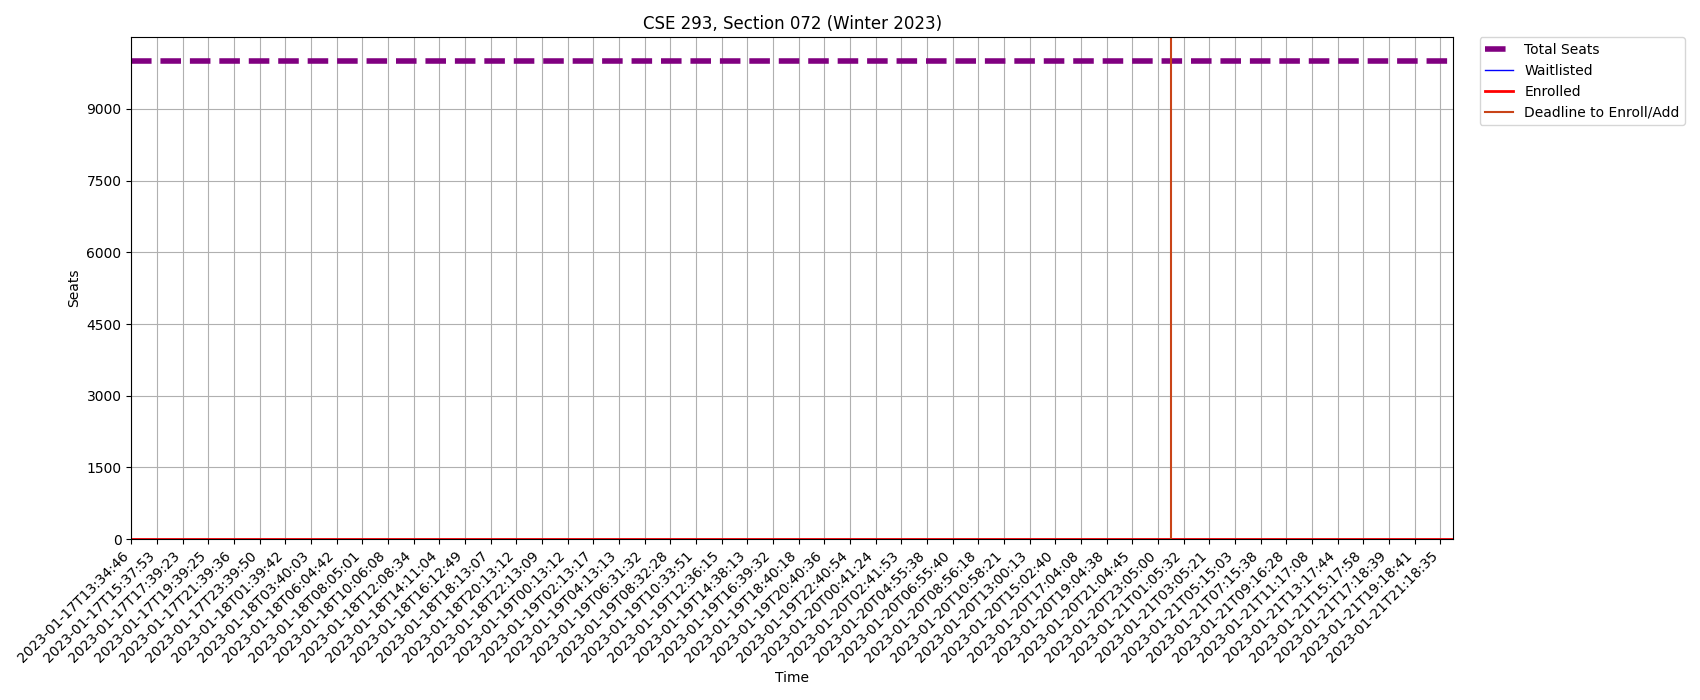 CSE 293, Section 072 (Winter 2023)
Total Seats
Waitlisted
Enrolled
Deadline to Enroll/Add
9000
7500
6000
4500
3000
1500
0
Seats
2023-01-17T13:34:46
2023-01-17T15:37:53
2023-01-17T17:39:23
2023-01-17T19:39:25
2023-01-17T21:39:36
2023-01-17T23:39:50
2023-01-18T01:39:42
2023-01-18T03:40:03
2023-01-18T06:04:42
2023-01-18T08:05:01
2023-01-18T10:06:08
2023-01-18T12:08:34
2023-01-18T14:11:04
2023-01-18T16:12:49
2023-01-18T18:13:07
2023-01-18T20:13:12
2023-01-18T22:13:09
2023-01-19T00:13:12
2023-01-19T02:13:17
2023-01-19T04:13:13
2023-01-19T06:31:32
2023-01-19T08:32:28
2023-01-19T10:33:51
2023-01-19T12:36:15
2023-01-19T14:38:13
2023-01-19T16:39:32
2023-01-19T18:40:18
2023-01-19T20:40:36
2023-01-19T22:40:54
2023-01-20T00:41:24
2023-01-20T02:41:53
2023-01-20T04:55:38
2023-01-20T06:55:40
2023-01-20T08:56:18
2023-01-20T10:58:21
2023-01-20T13:00:13
2023-01-20T15:02:40
2023-01-20T17:04:08
2023-01-20T19:04:38
2023-01-20T21:04:45
2023-01-20T23:05:00
2023-01-21T01:05:32
2023-01-21T03:05:21
2023-01-21T05:15:03
2023-01-21T07:15:38
2023-01-21T09:16:28
2023-01-21T11:17:08
2023-01-21T13:17:44
2023-01-21T15:17:58
2023-01-21T17:18:39
2023-01-21T19:18:41
2023-01-21T21:18:35
Time